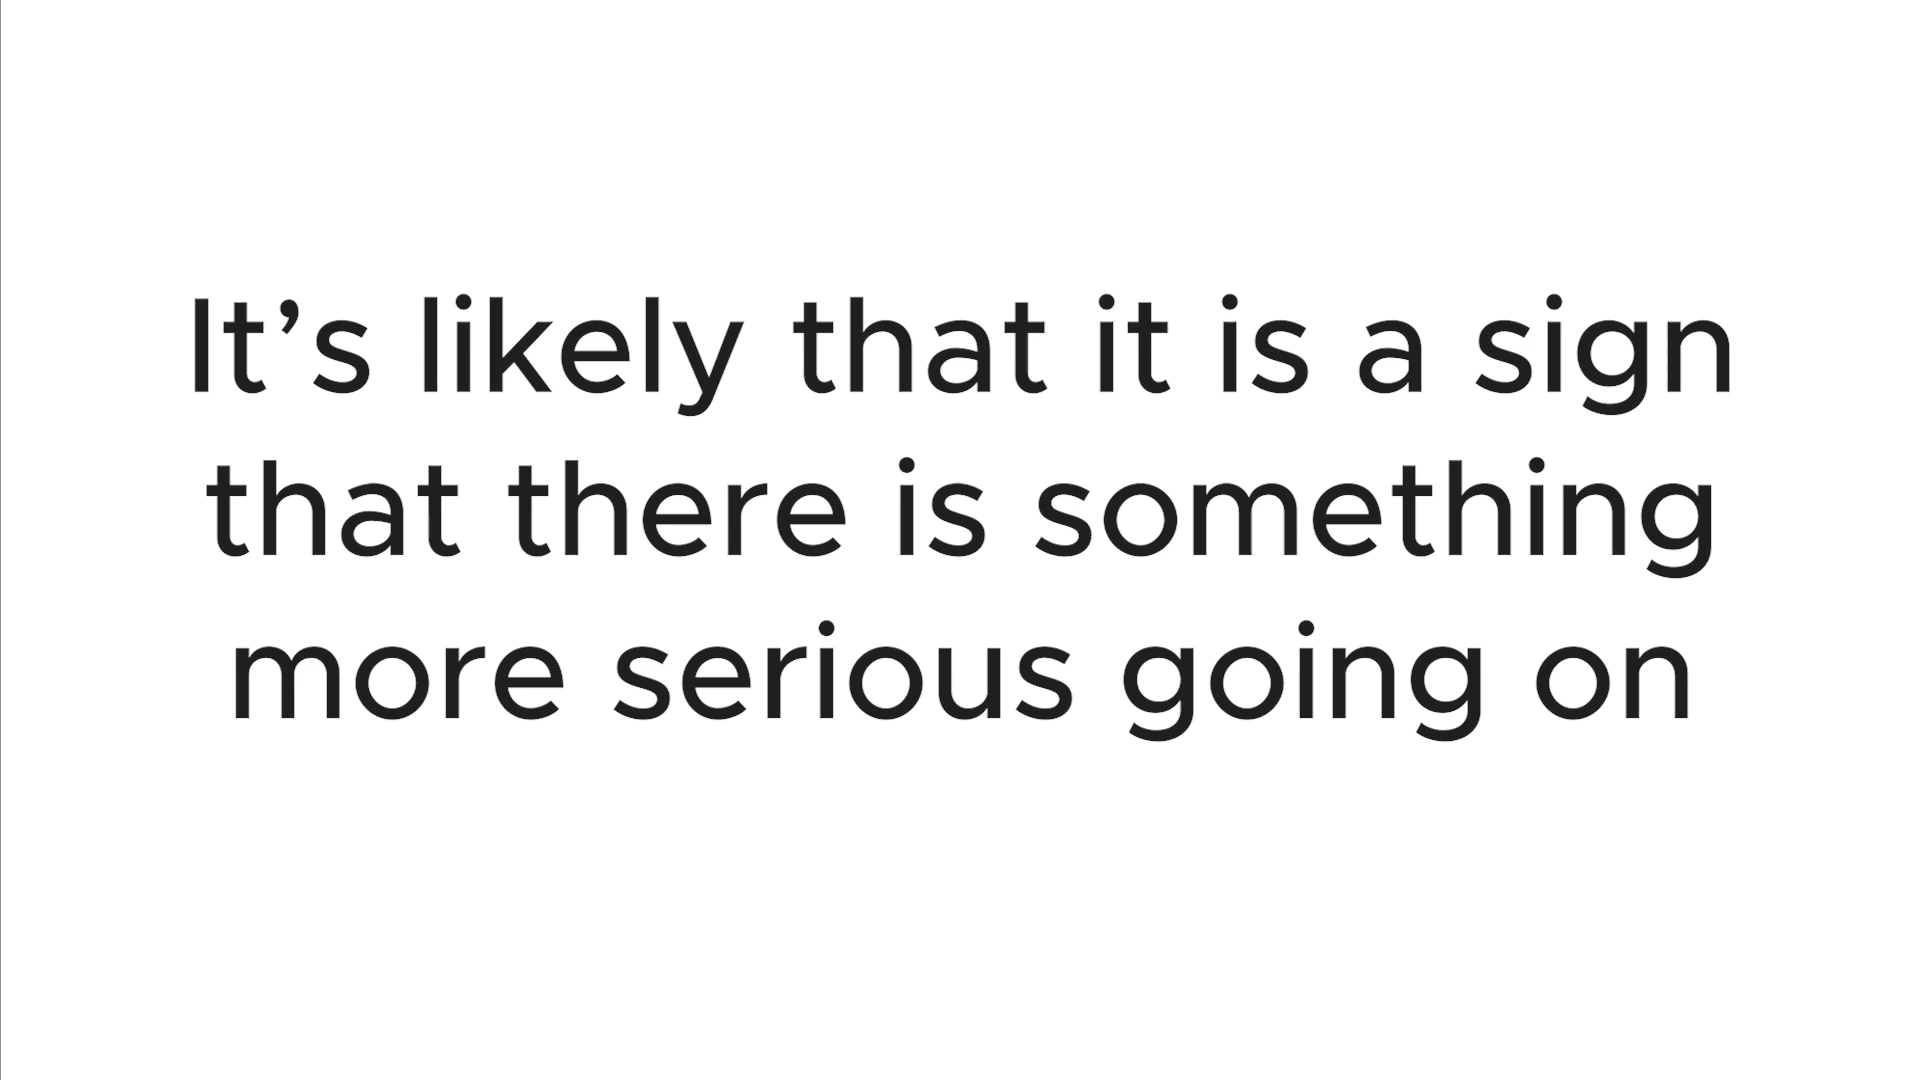 It’s likely that it is a sign
that there is something
more serious going on